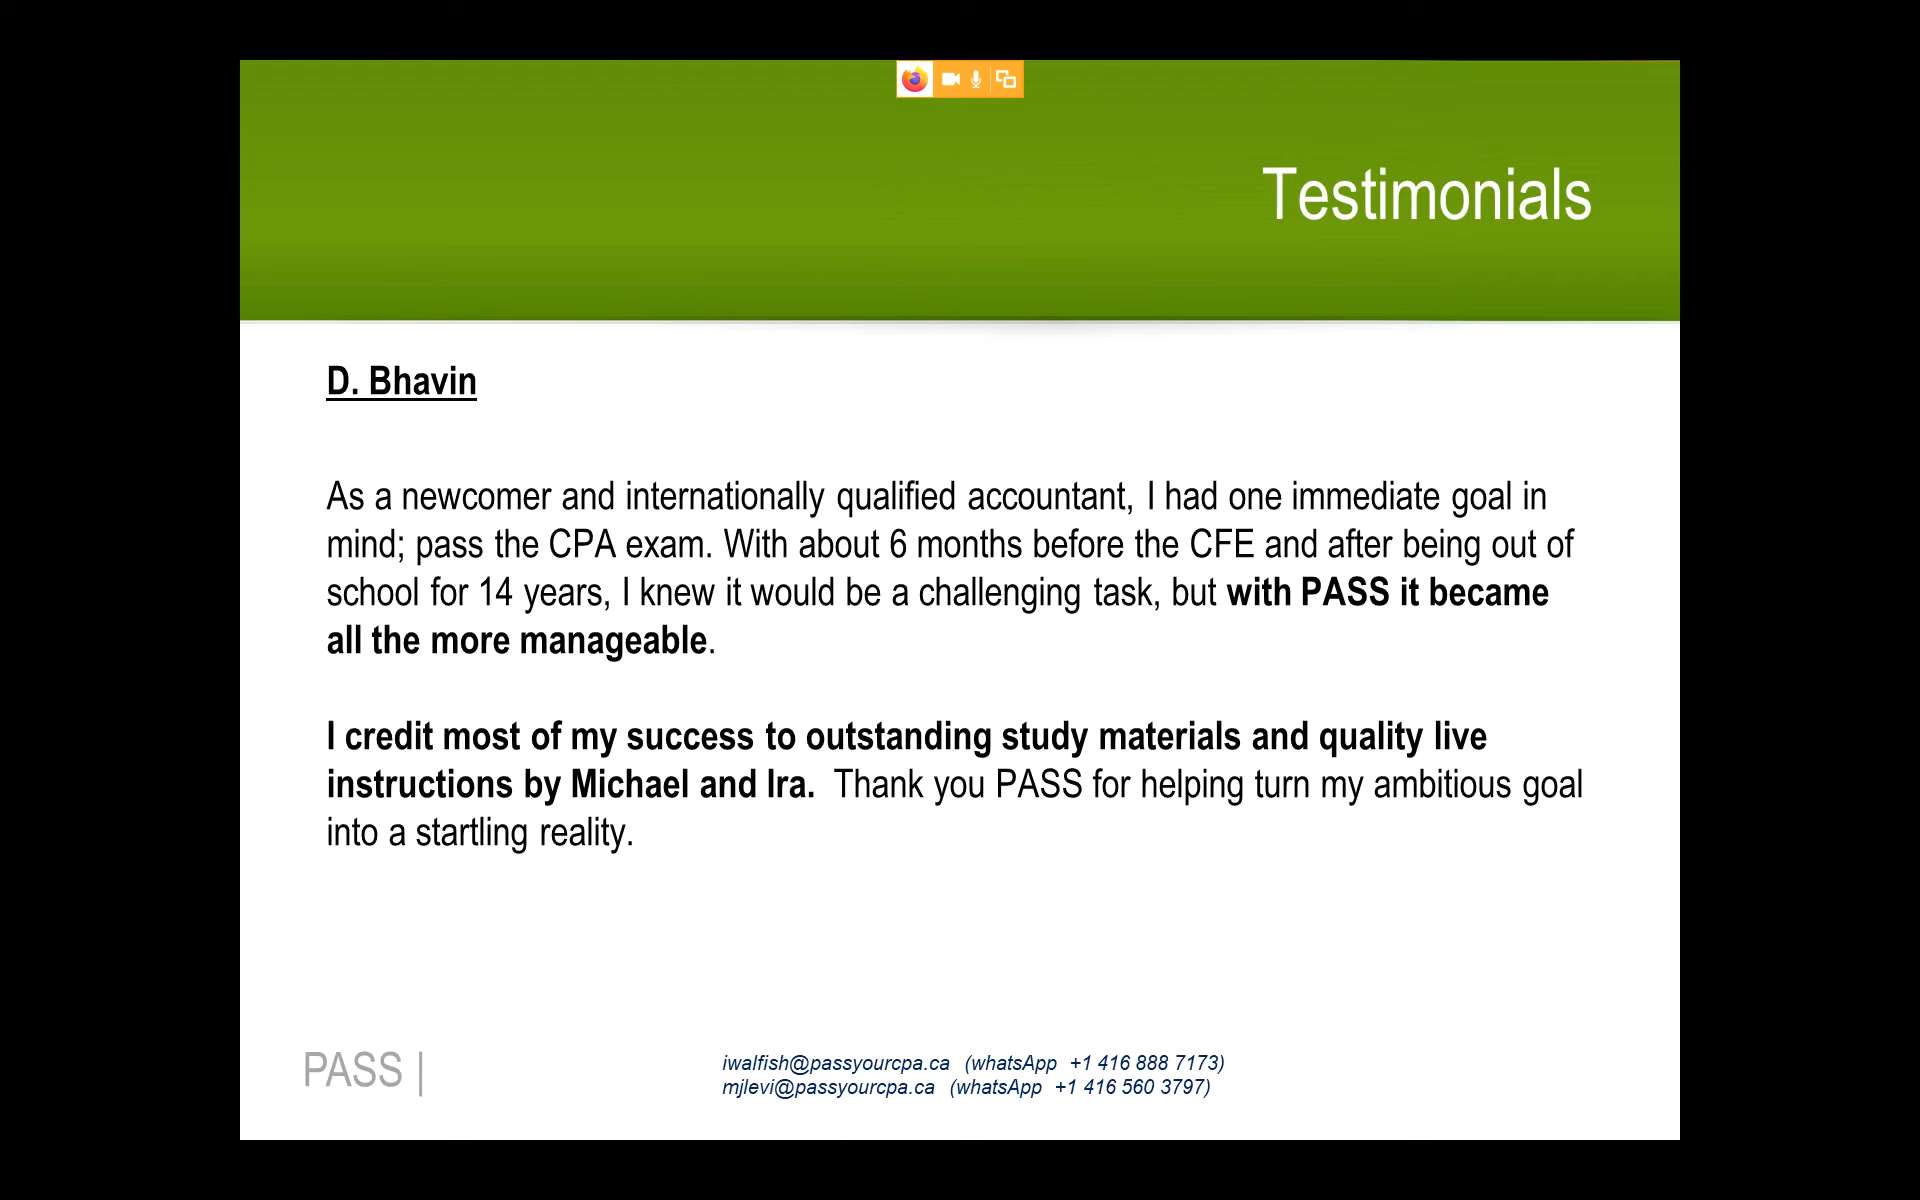 Testimonials
D. Bhavin
As a newcomer and internationally qualified accountant, I had one immediate goal in
mind; pass the CPA exam. With about 6 months before the CFE and after being out of
school for 14 years, I knew it would be a challenging task, but with PASS it became
all the more manageable.
I credit most of my success to outstanding study materials and quality live
instructions by Michael and Ira.  Thank you PASS for helping turn my ambitious goal
into a startling reality.
PASS |
iwalfish@passyourcpa.ca (whatsApp +1 416 888 7173)
mjlevi@passyourcpa.ca (whatsApp +1 416 560 3797)